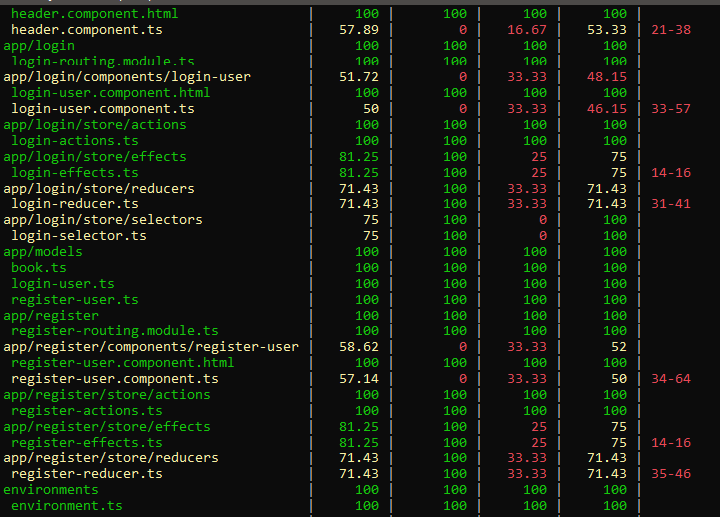 header.component.html | 100 | 100 | 100 | 100 |
header.component.ts | 57.89 | 0 | 16.67 | 53.33 | 21-38
app/login | 100 | 100 | 100 | 100 |
login-routing.module.ts | 100 | 100 | 100 | 100 |
app/login/components/login-user | 51.72 | 0 | 33.33 | 48.15 |
login-user.component.html | 100 | 100 | 100 | 100 |
login-user.component.ts | 50 | 0 | 33.33 | 46.15 | 33-57
app/login/store/actions | 100 | 100 | 100 | 100 |
login-actions.ts | 100 | 100 | 100 | 100 |
app/login/store/effects | 81.25 | 100 | 25 | 75 |
login-effects.ts | 81.25 | 100 | 25 | 75 | 14-16
app/login/store/reducers | 71.43 | 100 | 33.33 | 71.43 |
login-reducer.ts | 71.43 | 100 | 33.33 | 71.43 | 31-41
app/login/store/selectors | 75 | 100 | 0 | 100 |
login-selector.ts | 75 | 100 | 0 | 100 |
app/models | 100 | 100 | 100 | 100 |
book.ts | 100 | 100 | 100 | 100 |
login-user.ts | 100 | 100 | 100 | 100 |
register-user.ts | 100 | 100 | 100 | 100 |
app/register | 100 | 100 | 100 | 100 |
register-routing.module.ts | 100 | 100 | 100 | 100 |
app/register/components/register-user | 58.62 | 0 | 33.33 | 52 |
register-user.component.html | 100 | 100 | 100 | 100 |
register-user.component.ts | 57.14 | 0 | 33.33 | 50 | 34-64
app/register/store/actions | 100 | 100 | 100 | 100 |
register-actions.ts | 100 | 100 | 100 | 100 |
app/register/store/effects | 81.25 | 100 | 25 | 75 |
register-effects.ts | 81.25 | 100 | 25 | 75 | 14-16
app/register/store/reducers | 71.43 | 100 | 33.33 | 71.43 |
register-reducer.ts | 71.43 | 100 | 33.33 | 71.43 | 35-46
environments | 100 | 100 | 100 | 100 |
environment.ts | 100 | 100 | 100 | 100 |